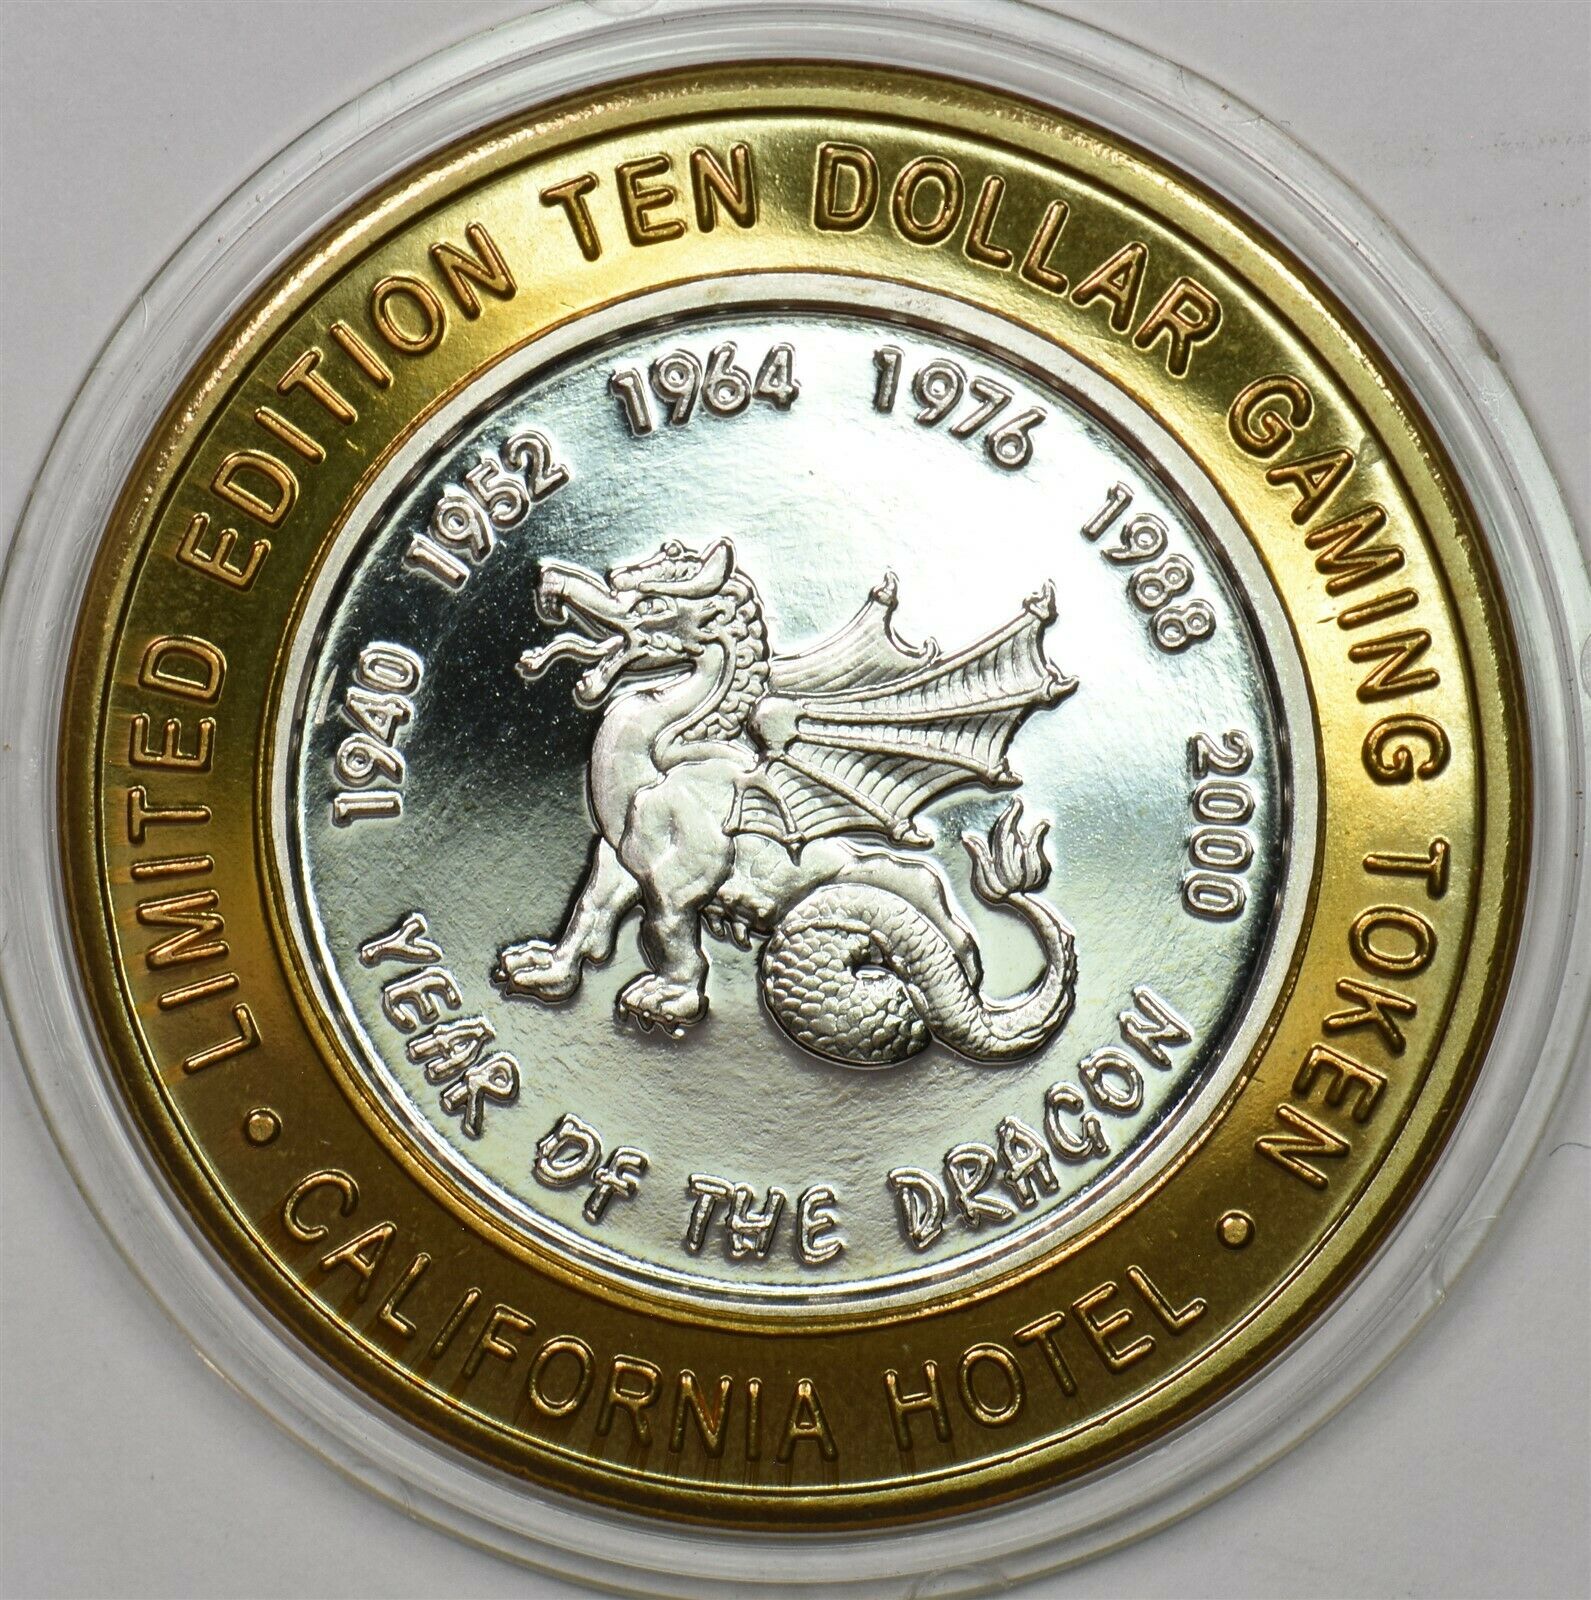 LIMITED EDITION TEN DOLLAR GAMING TOKEN
• CALIFORNIA HOTEL •
1940 1952 1964 1976 1988 2000
YEAR OF THE DRAGON